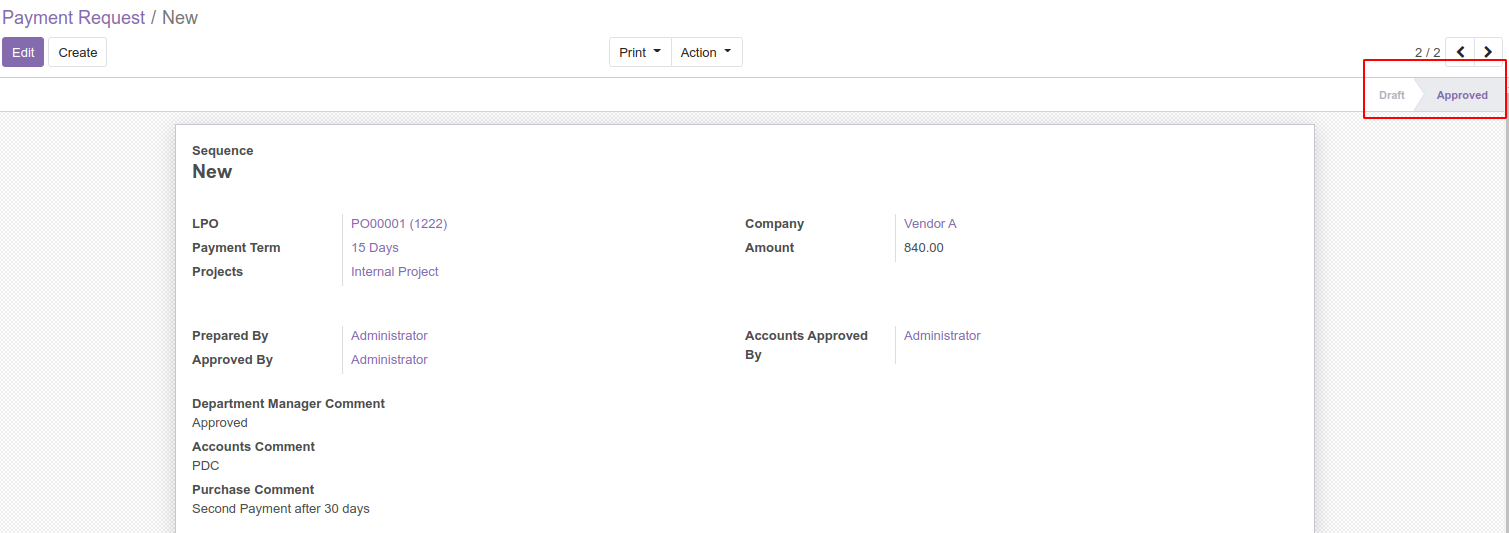 Payment Request / New
Edit Create Print Action 2 / 2
Draft Approved
Sequence
New
LPO PO00001 (1222) Company Vendor A
Payment Term 15 Days Amount 840.00
Projects Internal Project
Prepared By Administrator Accounts Approved By Administrator
Approved By Administrator
Department Manager Comment
Approved
Accounts Comment
PDC
Purchase Comment
Second Payment after 30 days